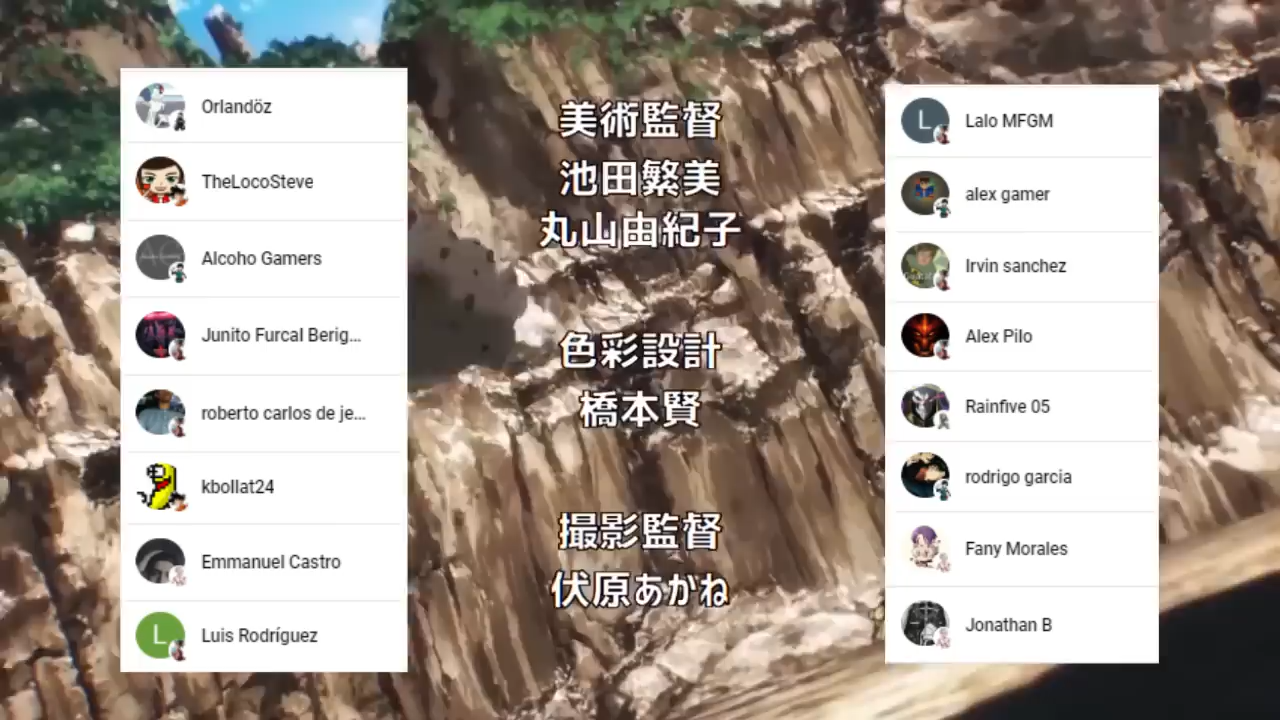 Orlandöz
TheLocoSteve
Alcoho Gamers
Junito Furcal Berig...
roberto carlos de je...
kbollat24
Emmanuel Castro
L
Luis Rodríguez
美術監督
池田繁美
丸山由紀子
色彩設計
橋本賢
撮影監督
伏原あかね
L
Lalo MFGM
alex gamer
Irvin sanchez
Alex Pilo
Rainfive 05
rodrigo garcia
Fany Morales
Jonathan B